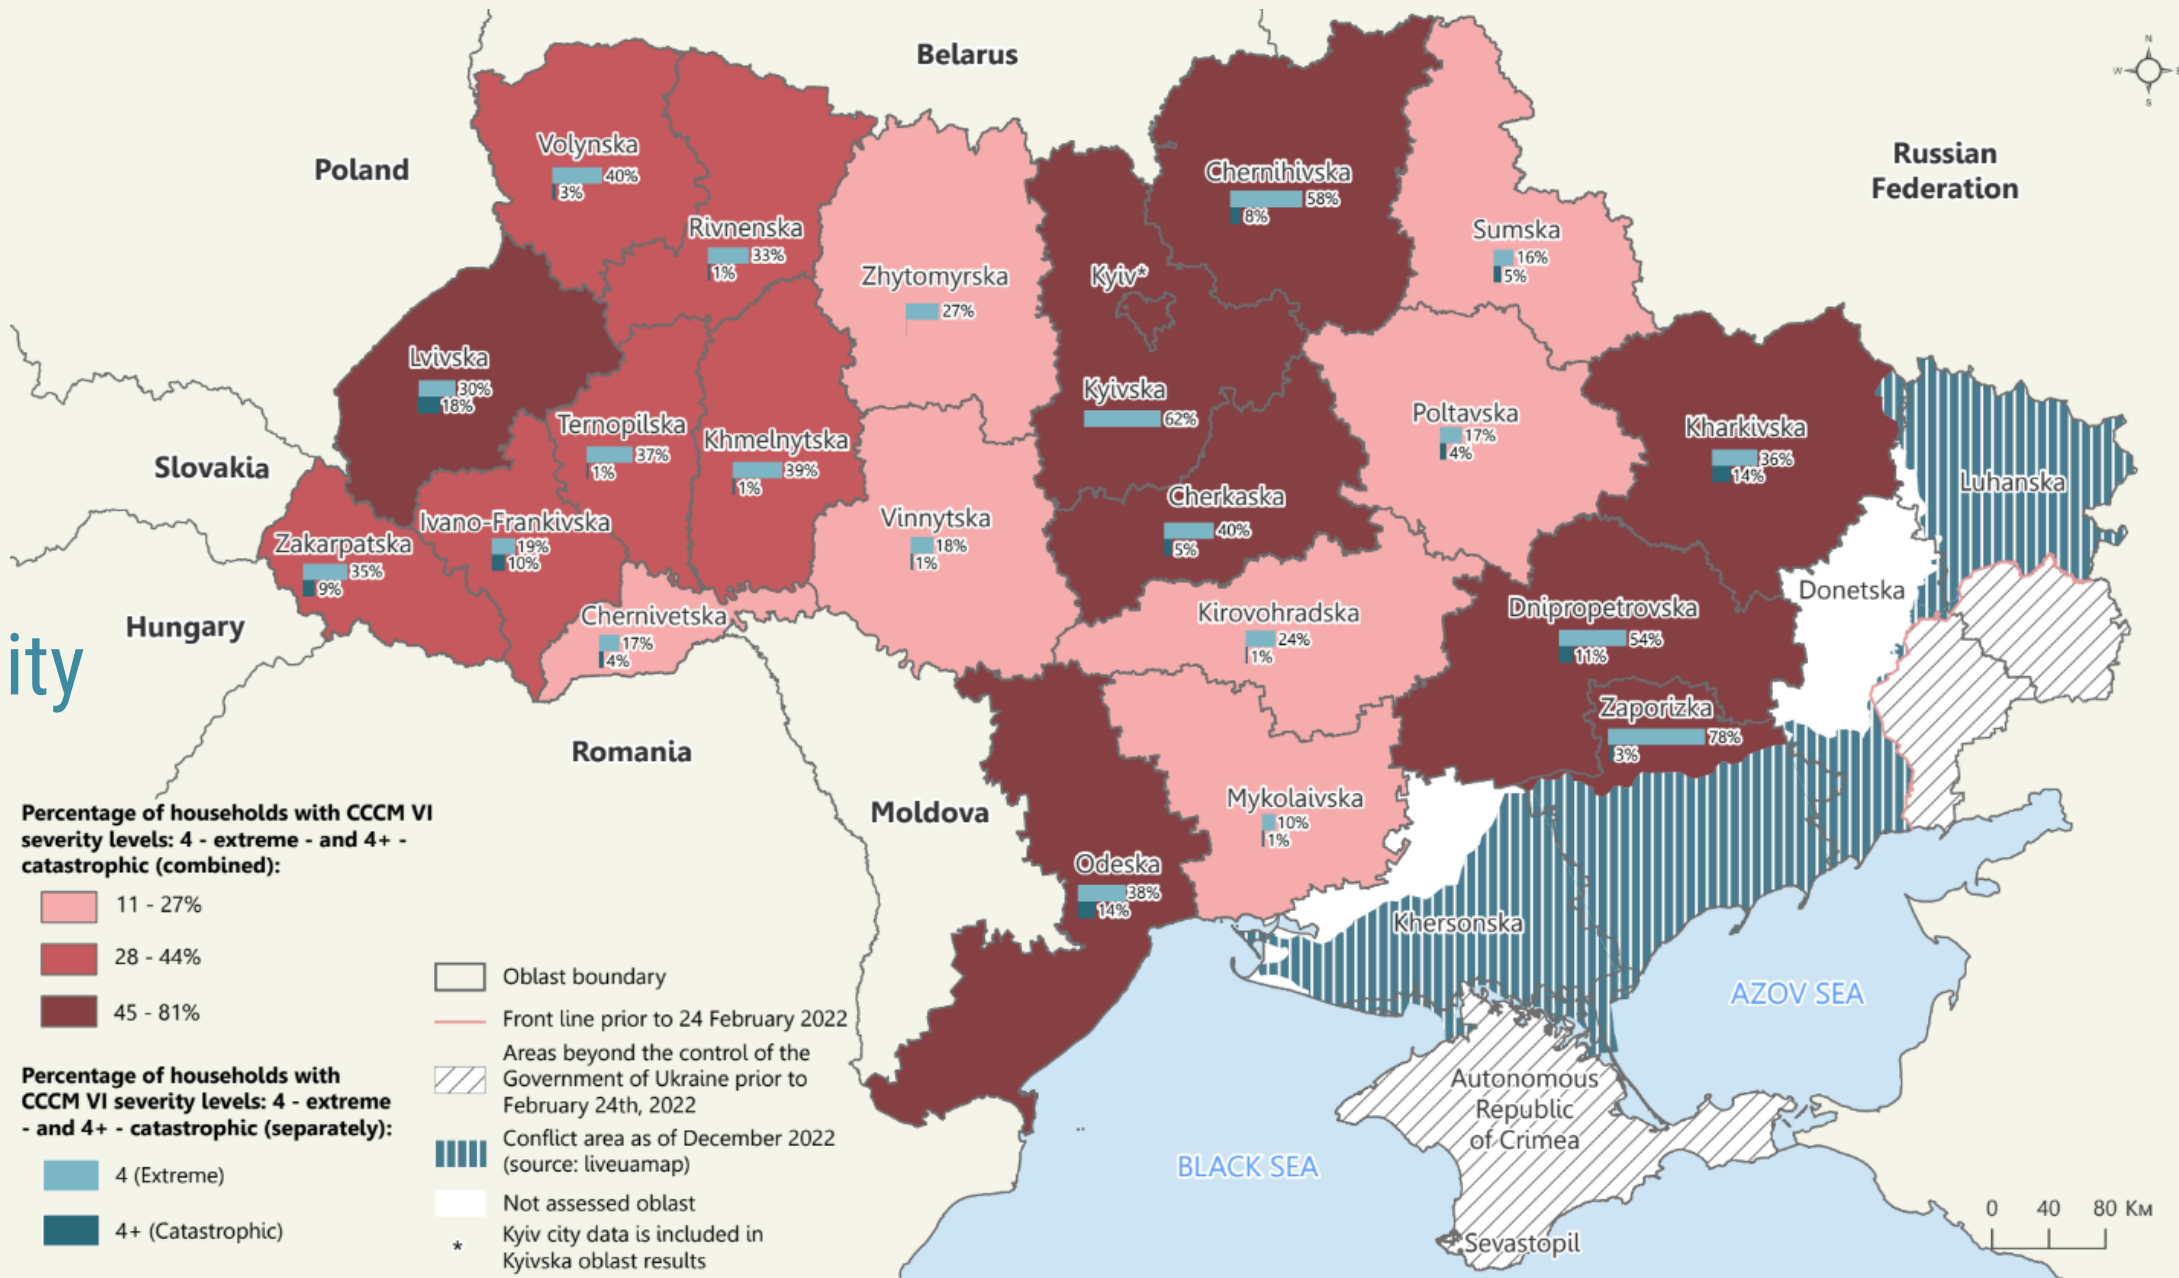 Belarus
N
W
E
S
Poland
Russian
Federation
Volynska
40%
3%
Rivnenska
33%
1%
Zhytomyrska
27%
Kyiv*
Chernihivska
58%
8%
Sumska
16%
5%
Lvivska
30%
18%
Ternopilska
37%
1%
Khmelnytska
39%
1%
Kyivska
62%
Poltavska
17%
4%
Kharkivska
36%
14%
Luhanska
Slovakia
Zakarpatska
35%
9%
Ivano-Frankivska
19%
10%
Vinnytska
18%
1%
Cherkaska
40%
5%
Donetska
Hungary
ity
Chernivetska
17%
4%
Kirovohradska
24%
1%
Dnipropetrovska
54%
11%
Zaporizka
78%
3%
Romania
Moldova
Mykolaivska
10%
1%
Odeska
38%
14%
Khersonska
AZOV SEA
BLACK SEA
Autonomous
Republic
of Crimea
Sevastopil
Percentage of households with CCCM VI
severity levels: 4 - extreme - and 4+ -
catastrophic (combined):
11 - 27%
28 - 44%
45 - 81%
Percentage of households with
CCCM VI severity levels: 4 - extreme
- and 4+ - catastrophic (separately):
4 (Extreme)
4+ (Catastrophic)
Oblast boundary
Front line prior to 24 February 2022
Areas beyond the control of the
Government of Ukraine prior to
February 24th, 2022
Conflict area as of December 2022
(source: liveuamap)
Not assessed oblast
* Kyiv city data is included in
Kyivska oblast results
0 40 80 Км